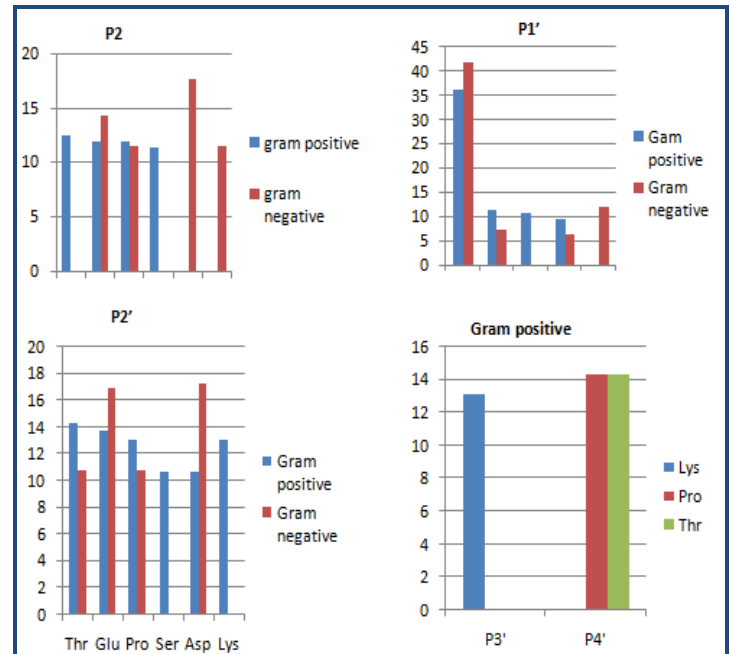 P2
20
15
10
5
0
gram positive
gram
negative
P1'
45
40
35
30
25
20
15
10
5
0
Gam
positive
Gram
negative
P2'
20
18
16
14
12
10
8
6
4
2
0
Thr Glu Pro Ser Asp Lys
Gram
positive
Gram
negative
Gram positive
16
14
12
10
8
6
4
2
0
P3' P4'
Lys
Pro
Thr